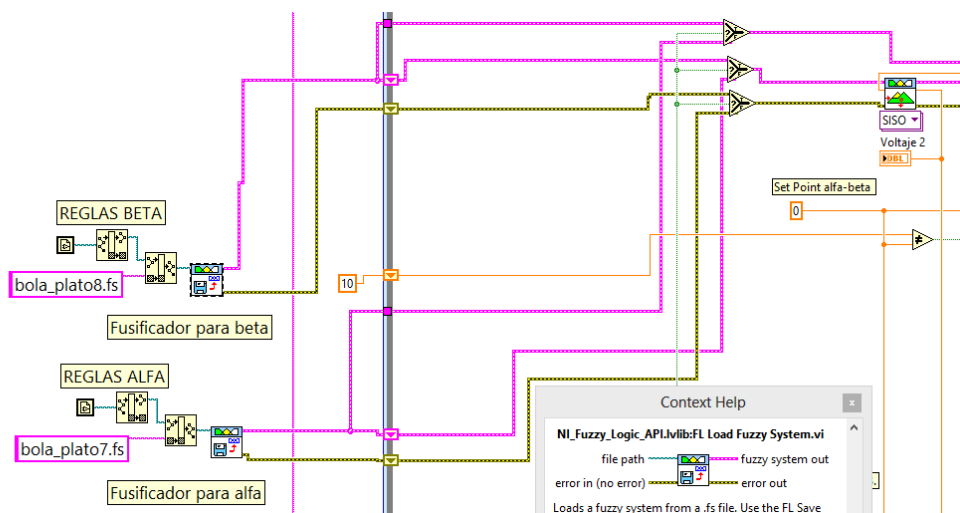 SISO
Voltaje 2
DBL
Set Point alfa-beta
0
REGLAS BETA
bola_plato8.fs
10
Fusificador para beta
REGLAS ALFA
bola_plato7.fs
Fusificador para alfa
Context Help
x
NI_Fuzzy_Logic_API.lvlib:FL Load Fuzzy System.vi
file path
fuzzy system out
error in (no error)
error out
Loads a fuzzy system from a .fs file. Use the FL Save